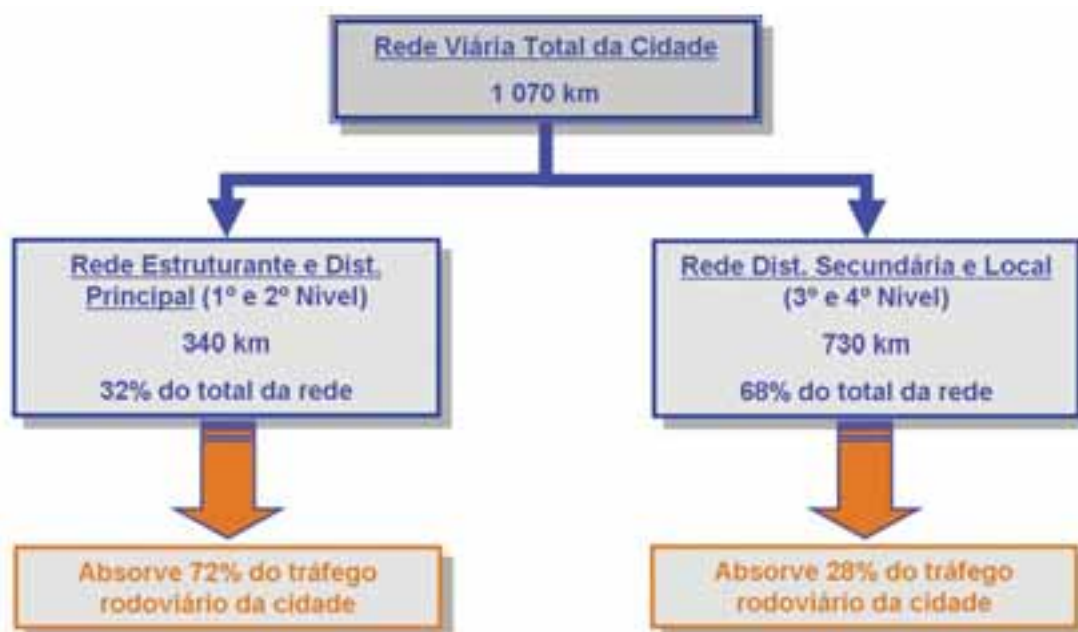 Rede Viária Total da Cidade
1 070 km
Rede Estruturante e Dist.
Principal (1º e 2º Nivel)
340 km
32% do total da rede
Rede Dist. Secundária e Local
(3º e 4º Nivel)
730 km
68% do total da rede
Absorve 72% do tráfego
rodoviário da cidade
Absorve 28% do tráfego
rodoviário da cidade